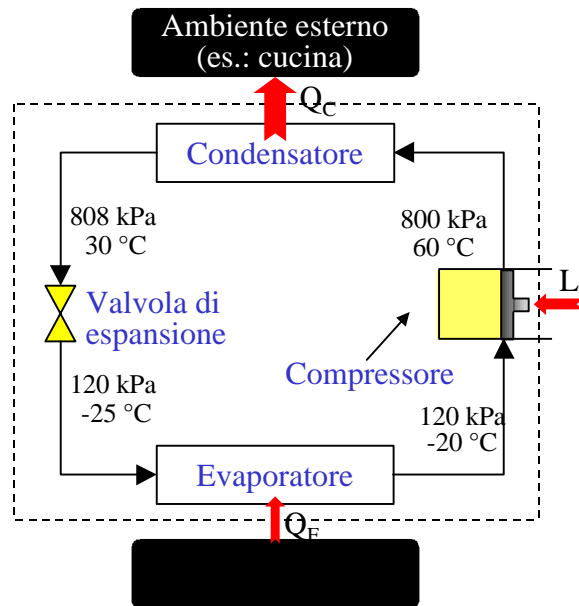 Ambiente esterno
(es.: cucina)
Q_C
Condensatore
808 kPa
30 °C
800 kPa
60 °C
L
Valvola di
espansione
Compressore
120 kPa
-25 °C
120 kPa
-20 °C
Evaporatore